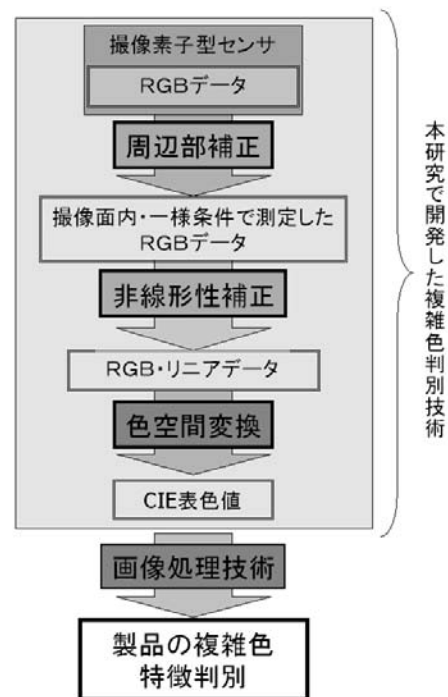 撮像素子型センサ
RGBデータ
周辺部補正
撮像面内・一様条件で測定した
RGBデータ
非線形性補正
RGB・リニアデータ
色空間変換
CIE表色値
画像処理技術
製品の複雑色
特徴判別
本研究で開発した複雑色判別技術